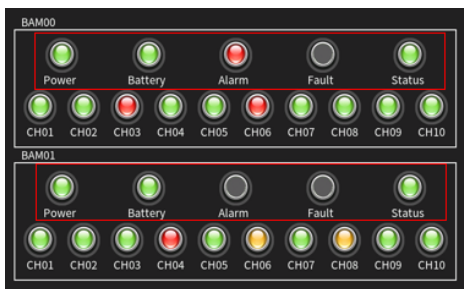 BAM00
Power Battery Alarm Fault Status
CH01 CH02 CH03 CH04 CH05 CH06 CH07 CH08 CH09 CH10
BAM01
Power Battery Alarm Fault Status
CH01 CH02 CH03 CH04 CH05 CH06 CH07 CH08 CH09 CH10